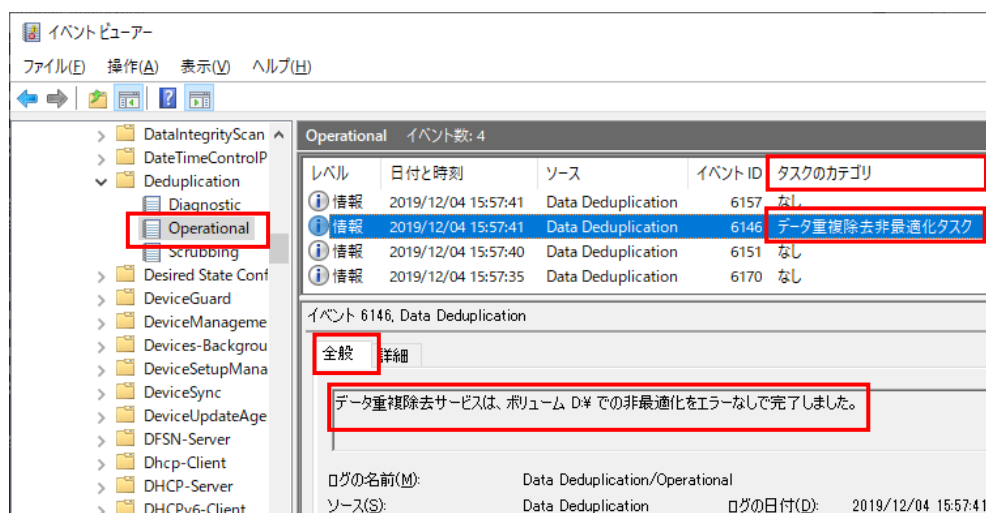 イベント ビューアー
ファイル(F) 操作(A) 表示(V) ヘルプ(H)
DataIntegrityScan
DateTimeControlP
Deduplication
Diagnostic
Operational
Scrubbing
Desired State Conf
DeviceGuard
DeviceManageme
Devices-Backgrou
DeviceSetupMana
DeviceSync
DeviceUpdateAge
DFSN-Server
Dhcp-Client
DHCP-Server
DHCPv6-Client
Operational イベント数: 4
レベル 日付と時刻 ソース イベント ID タスクのカテゴリ
情報 2019/12/04 15:57:41 Data Deduplication 6157 なし
情報 2019/12/04 15:57:41 Data Deduplication 6146 データ重複除去非最適化タスク
情報 2019/12/04 15:57:40 Data Deduplication 6151 なし
情報 2019/12/04 15:57:35 Data Deduplication 6170 なし
イベント 6146, Data Deduplication
全般 詳細
データ重複除去サービスは、ボリューム D:¥ での非最適化をエラーなしで完了しました。
ログの名前(M): Data Deduplication/Operational
ソース(S): Data Deduplication ログの日付(D): 2019/12/04 15:57:41